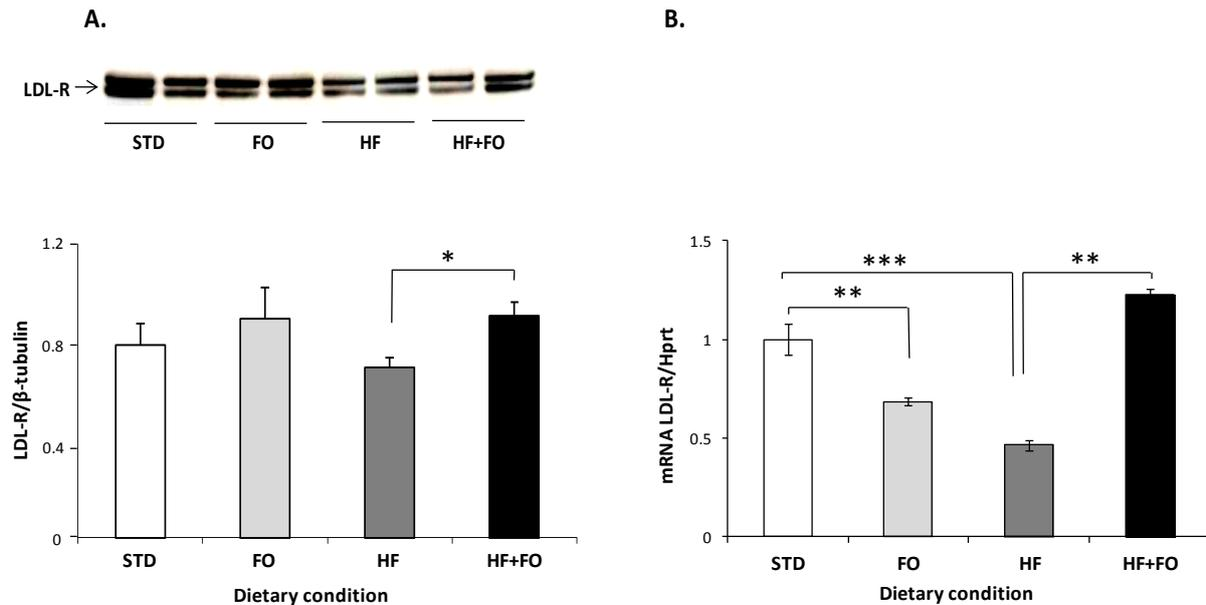 A.
LDL-R
STD FO HF HF+FO
1.2
0.8
0.4
0
LDL-R/β-tubulin
*
STD FO HF HF+FO
Dietary condition
B.
1.5
1
0.5
0
mRNA LDL-R/Hprt
***
**
**
STD FO HF HF+FO
Dietary condition